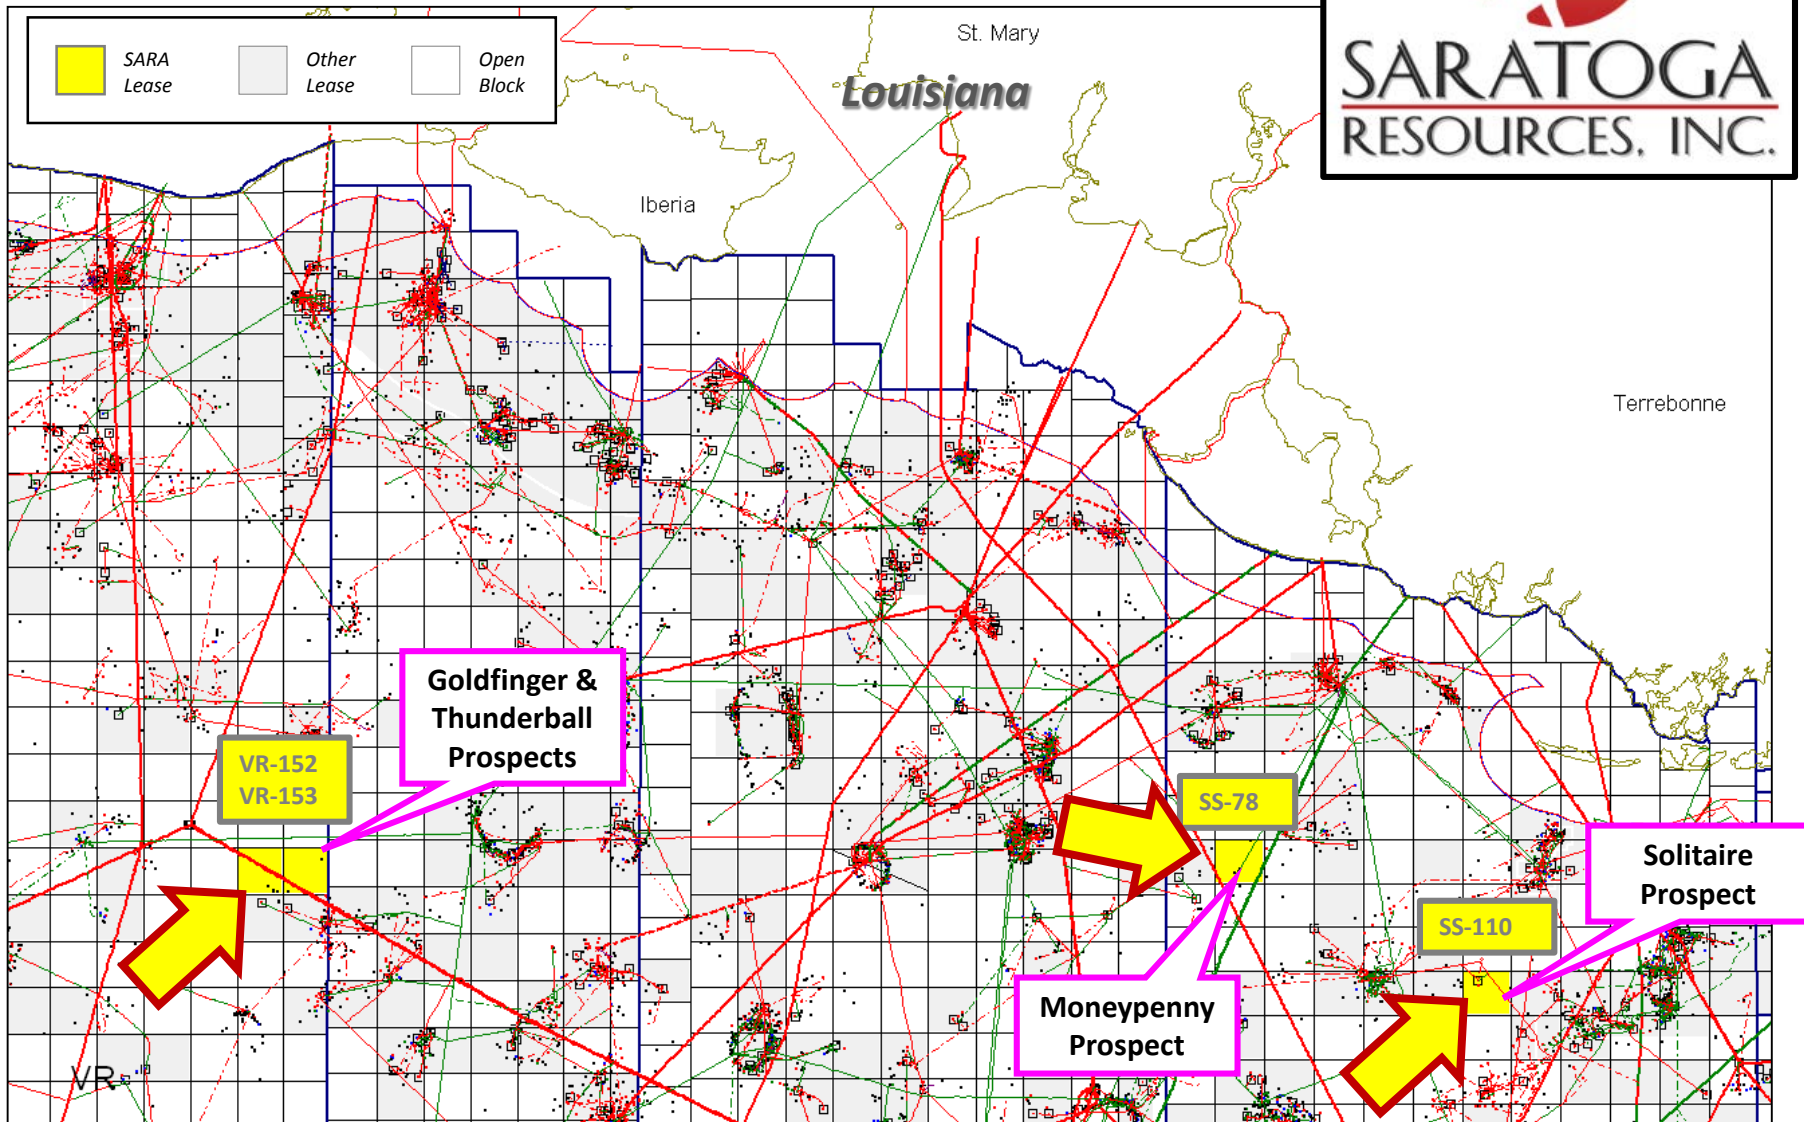 SARA
Lease
Other
Lease
Open
Block
St. Mary
Louisiana
SARATOGA
RESOURCES, INC.
Iberia
Terrebonne
Goldfinger &
Thunderball
Prospects
VR-152
VR-153
SS-78
Solitaire
Prospect
SS-110
Moneypenny
Prospect
VR